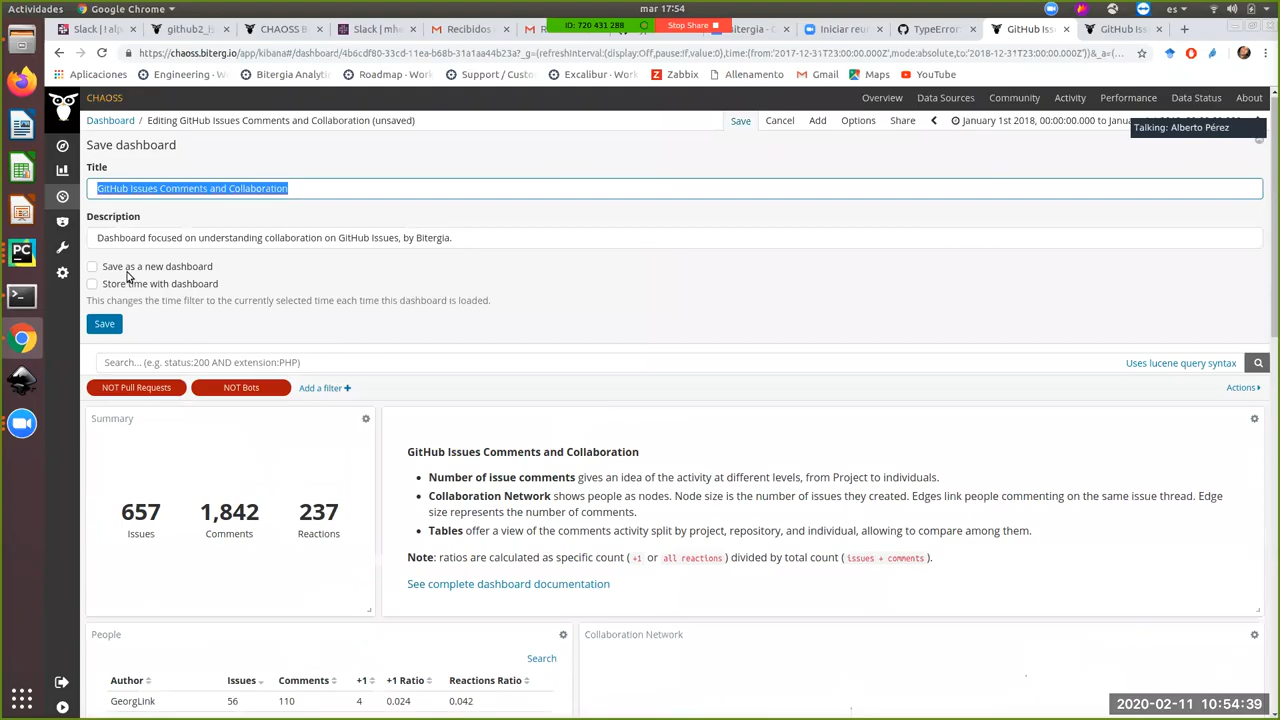 Actividades
Google Chrome
mar 17:54
es
ID: 720 431 288
Stop Share
Slack | al
github2_i
CHAOSS B
Slack | m
Recibidos
Bitergia - 
Iniciar reu
TypeError
GitHub Iss
GitHub Iss
https://chaoss.biterg.io/app/kibana#/dashboard/
_g=(refreshInterval:(display:Off,pause:!f,value:0),time:(from:'2017-12-31T23:00:00.000Z',mode:absolute,to:'2018-12-31T23:00:00.000Z'))&_a=(...
Aplicaciones
Engineering - W
Bitergia Analyti
Roadmap - Work
Support / Custo
Excalibur - Work
Zabbix
Allenamento
Gmail
Maps
YouTube
CHAOSS
Overview
Data Sources
Community
Activity
Performance
Data Status
About
Dashboard / Editing GitHub Issues Comments and Collaboration (unsaved)
Save
Cancel
Add
Options
Share
January 1st 2018, 00:00:00.000 to Janu
Talking: Alberto Pérez
Save dashboard
Title
GitHub Issues Comments and Collaboration
Description
Dashboard focused on understanding collaboration on GitHub Issues, by Bitergia.
Save as a new dashboard
Store time with dashboard
This changes the time filter to the currently selected time each time this dashboard is loaded.
Save
Search... (e.g. status:200 AND extension:PHP)
Uses lucene query syntax
NOT Pull Requests
NOT Bots
Add a filter +
Actions
Summary
657
1,842
237
Issues
Comments
Reactions
GitHub Issues Comments and Collaboration
• Number of issue comments gives an idea of the activity at different levels, from Project to individuals.
• Collaboration Network shows people as nodes. Node size is the number of issues they created. Edges link people commenting on the same issue thread. Edge
size represents the number of comments.
• Tables offer a view of the comments activity split by project, repository, and individual, allowing to compare among them.
Note: ratios are calculated as specific count ( +1 or all reactions ) divided by total count ( issues + comments ).
See complete dashboard documentation
People
Collaboration Network
Search
Author
Issues
Comments
+1
+1 Ratio
Reactions Ratio
GeorgLink
56
110
4
0.024
0.042
PC
2020-02-11 10:54:39